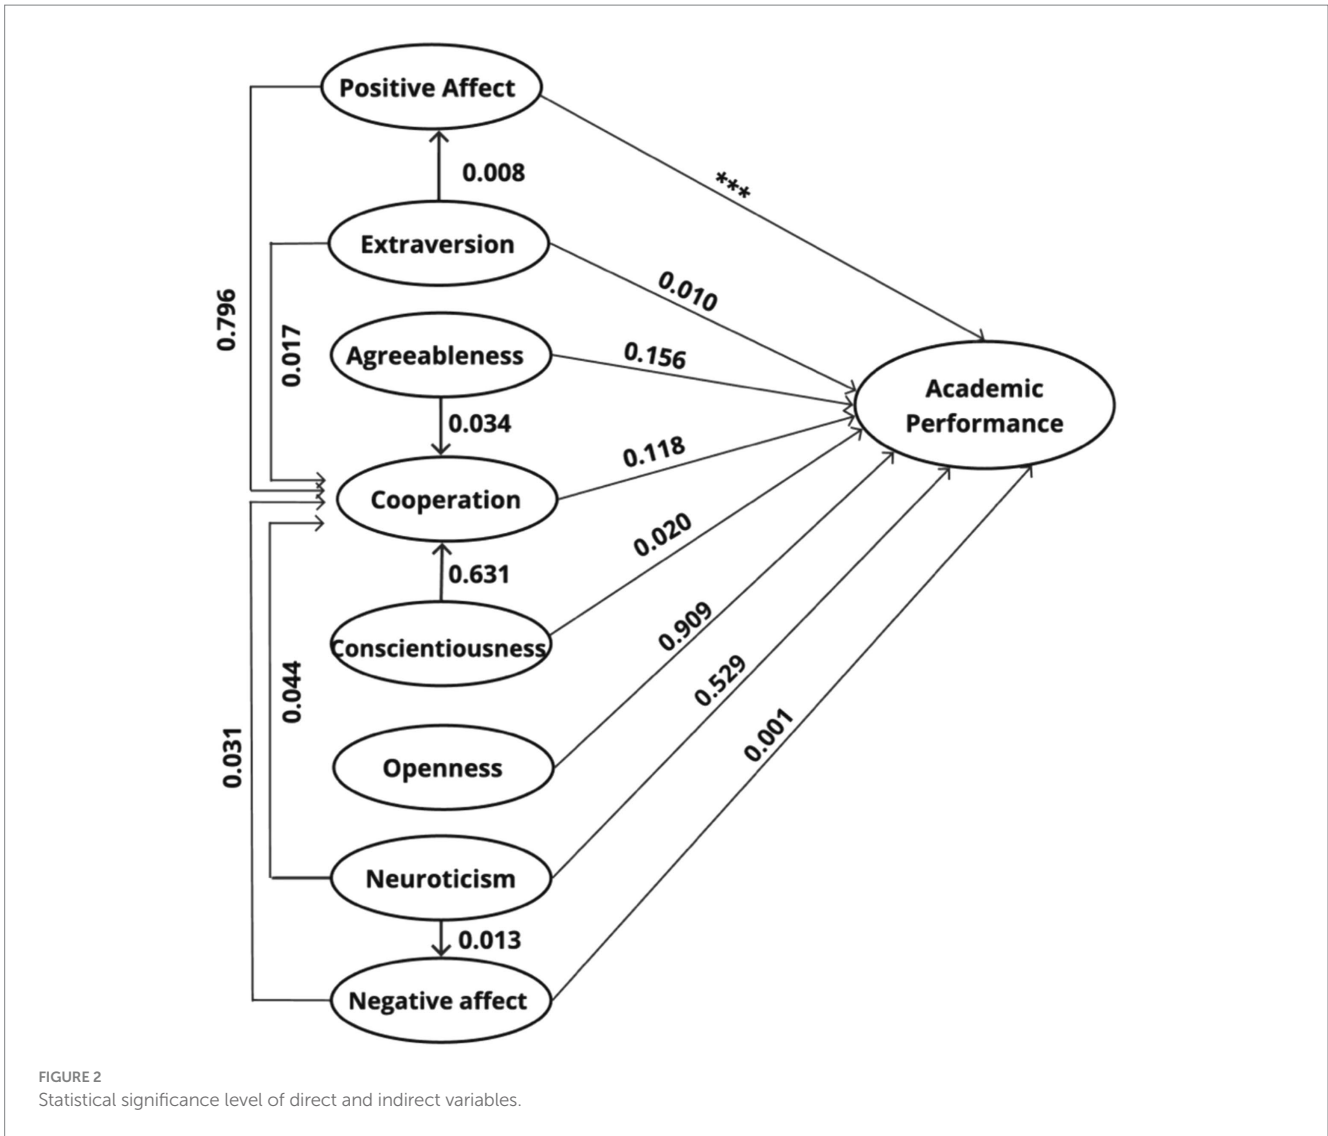 Positive Affect
***
0.008
Extraversion
0.010
0.796
0.017
Agreeableness
0.156
Academic
Performance
0.034
0.118
Cooperation
0.020
0.631
Conscientiousness
0.909
0.044
0.529
0.031
0.001
Openness
Neuroticism
0.013
Negative affect
FIGURE 2
Statistical significance level of direct and indirect variables.